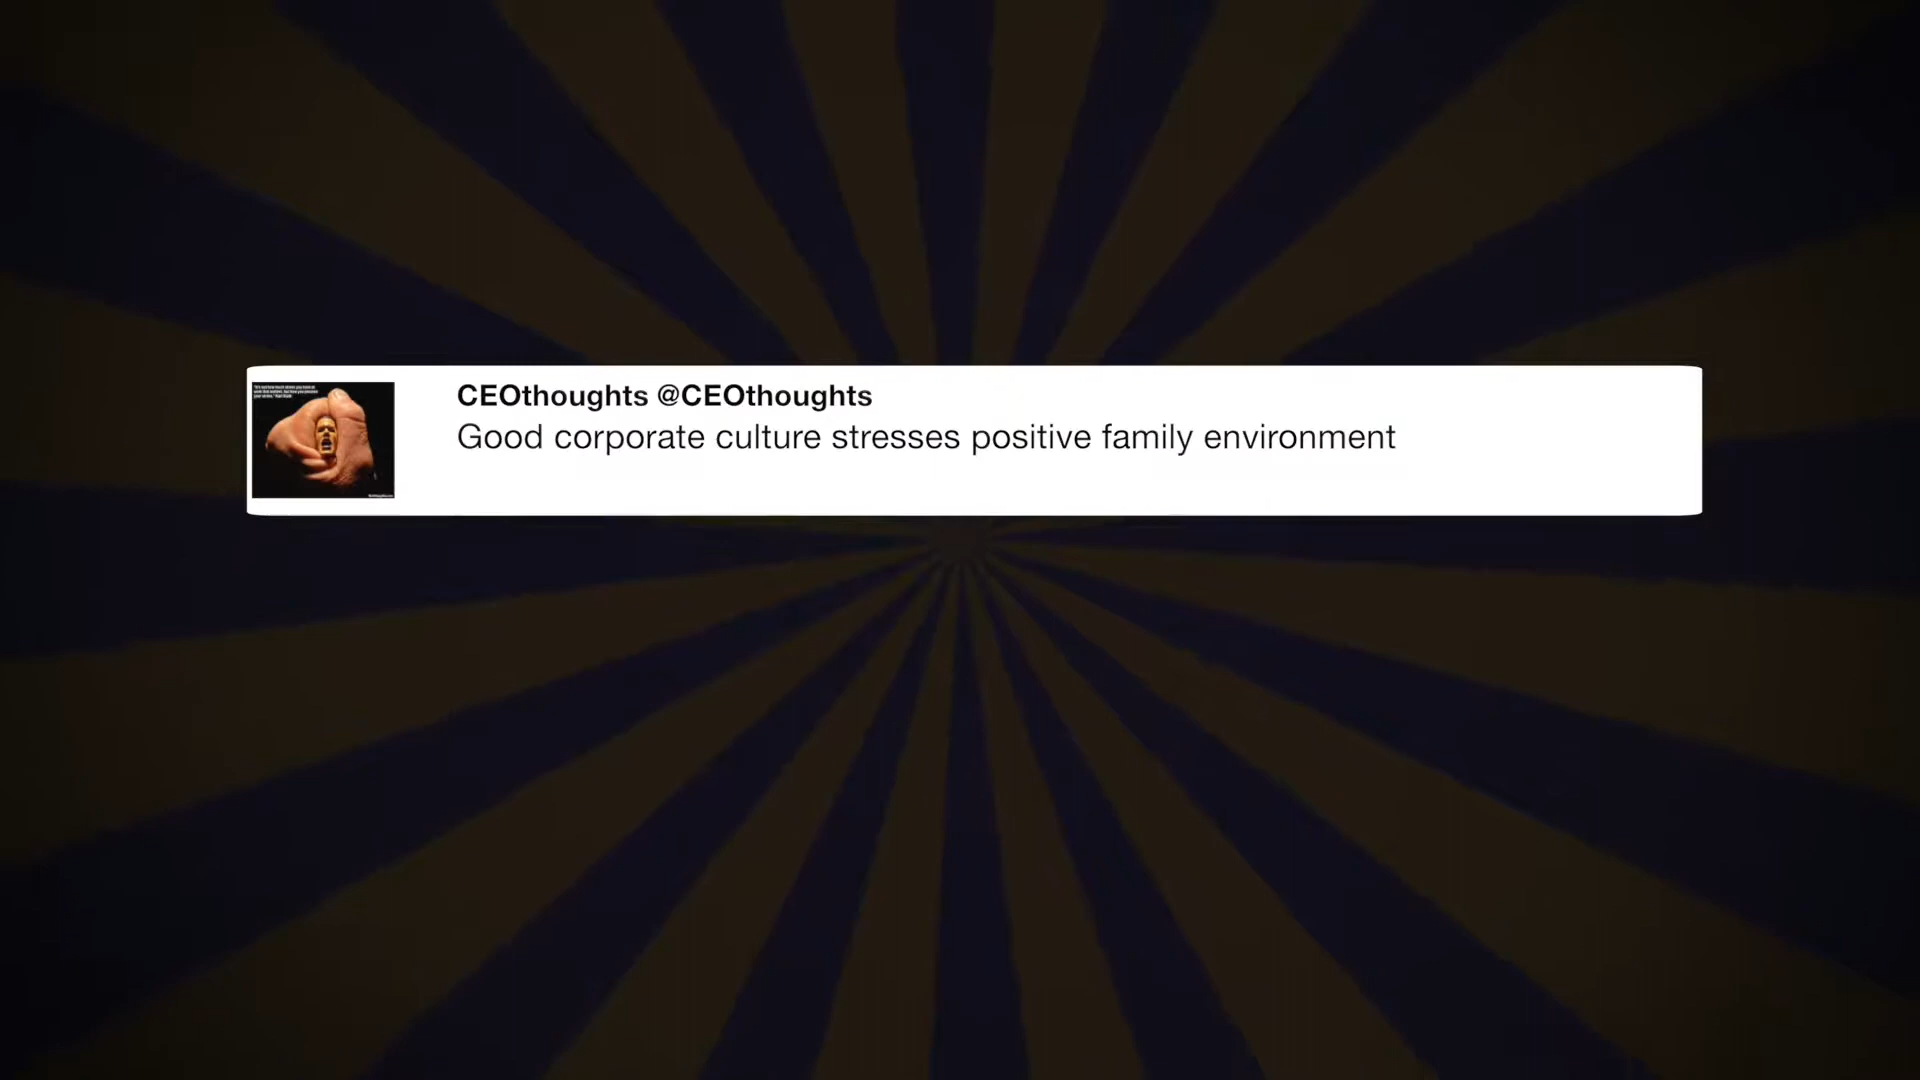 CEOthoughts @CEOthoughts
Good corporate culture stresses positive family environment